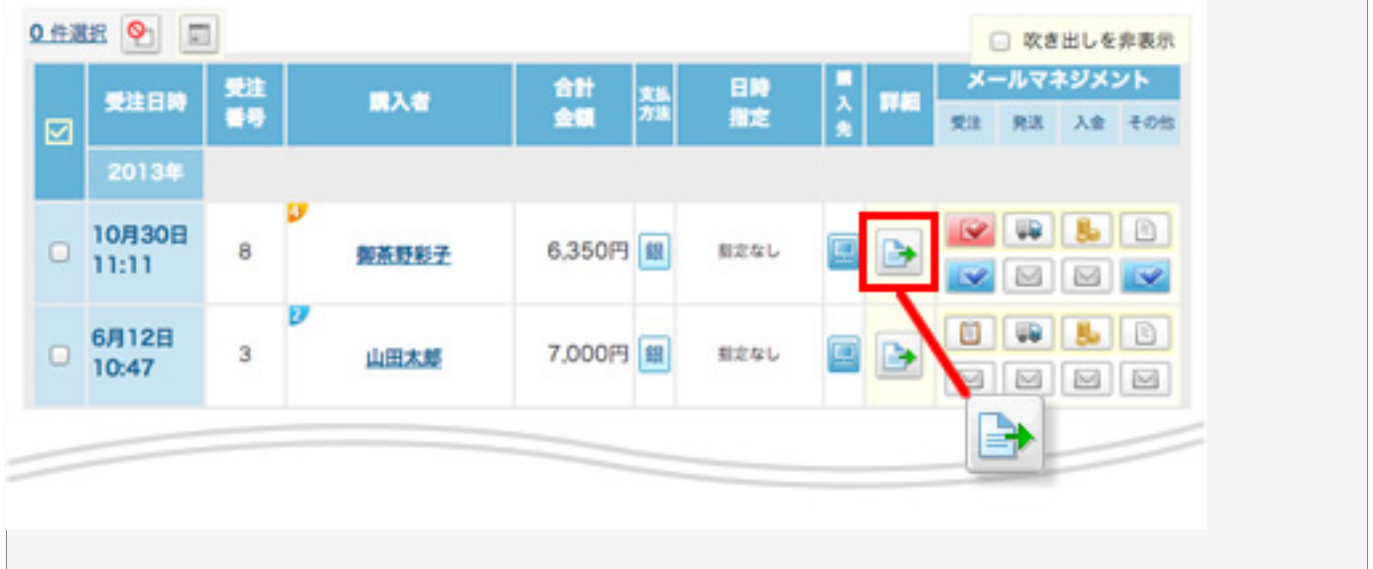 0 件選択
吹き出しを非表示
受注日時
受注
番号
購入者
合計
金額
支払
方法
日時
指定
購
入
先
詳細
メールマネジメント
受注 発送 入金 その他
2013年
10月30日
11:11
8
4
御茶野彩子
6,350円
銀
指定なし
6月12日
10:47
3
2
山田太郎
7,000円
銀
指定なし